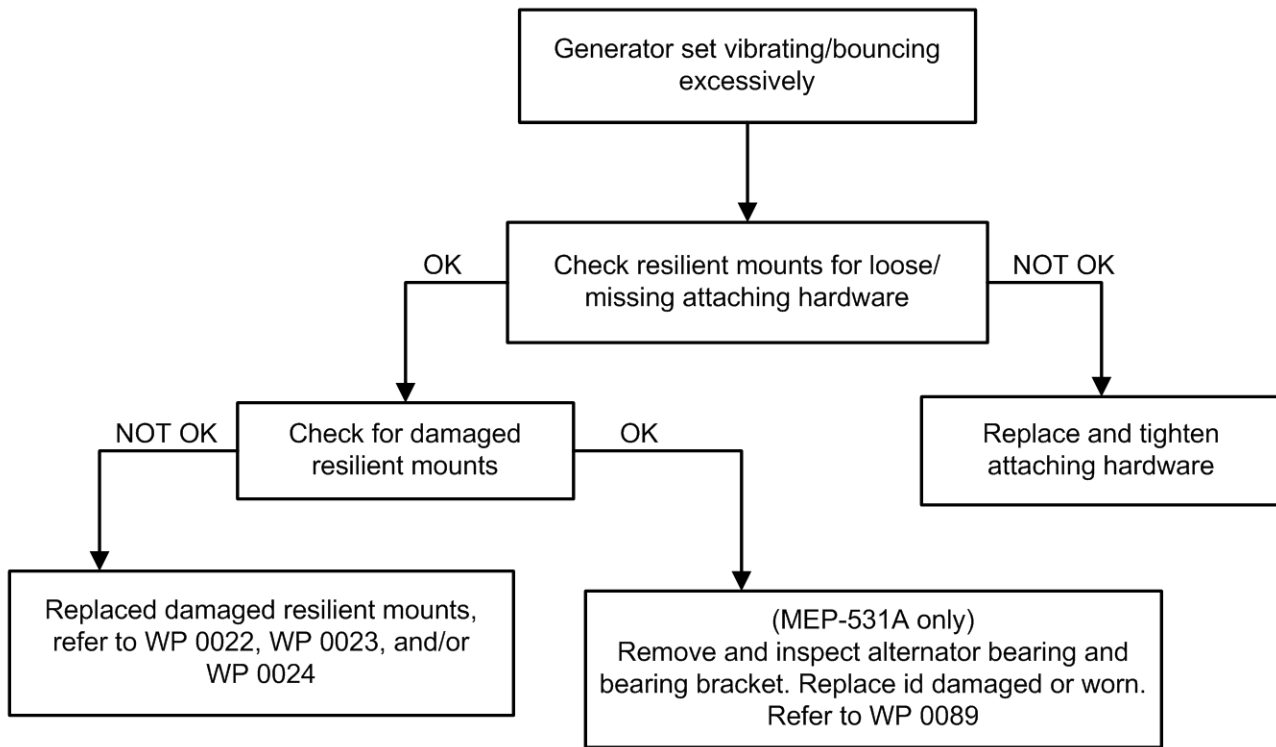 Generator set vibrating/bouncing
excessively
OK
Check resilient mounts for loose/
missing attaching hardware
NOT OK
NOT OK
Check for damaged
resilient mounts
OK
Replace and tighten
attaching hardware
Replaced damaged resilient mounts,
refer to WP 0022, WP 0023, and/or
WP 0024
(MEP-531A only)
Remove and inspect alternator bearing and
bearing bracket. Replace id damaged or worn.
Refer to WP 0089